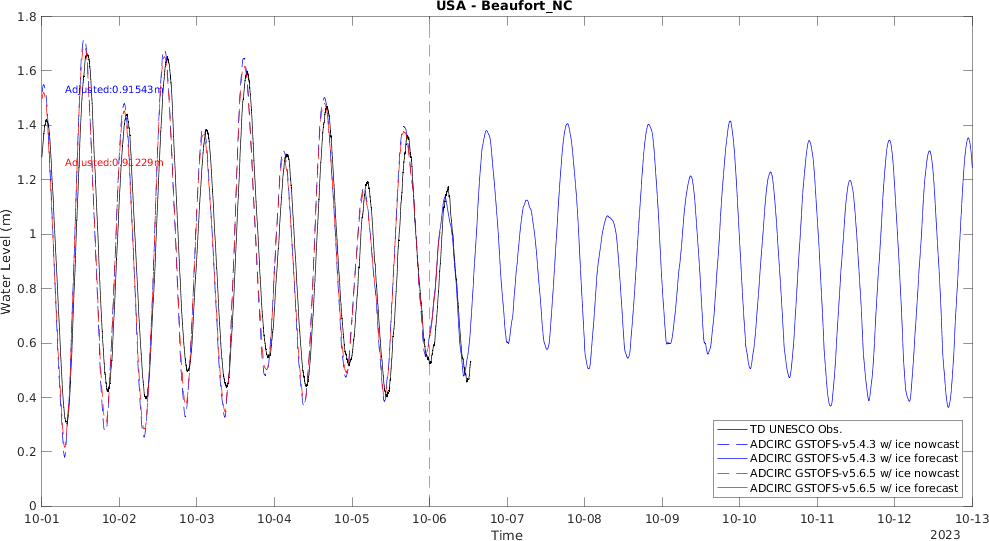 USA - Beaufort_NC
1.8
1.6
1.4
1.2
1
0.8
0.6
0.4
0.2
0
Water Level (m)
Adjusted:0.91543m
Adjusted:0.91229m
TD UNESCO Obs.
ADCIRC GSTOFS-v5.4.3 w/ ice nowcast
ADCIRC GSTOFS-v5.4.3 w/ ice forecast
ADCIRC GSTOFS-v5.6.5 w/ ice nowcast
ADCIRC GSTOFS-v5.6.5 w/ ice forecast
10-01 10-02 10-03 10-04 10-05 10-06 10-07 10-08 10-09 10-10 10-11 10-12 10-13
Time
2023